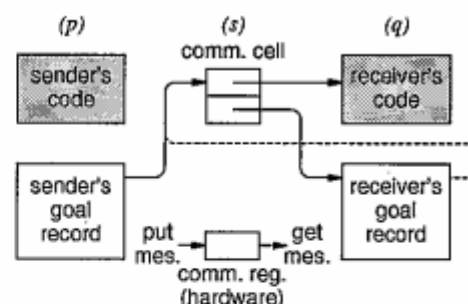 (p) (s) (q)
comm. cell
sender's
code
receiver's
code
sender's
goal
record
receiver's
goal
record
put
mes.
get
mes.
comm. reg.
(hardware)